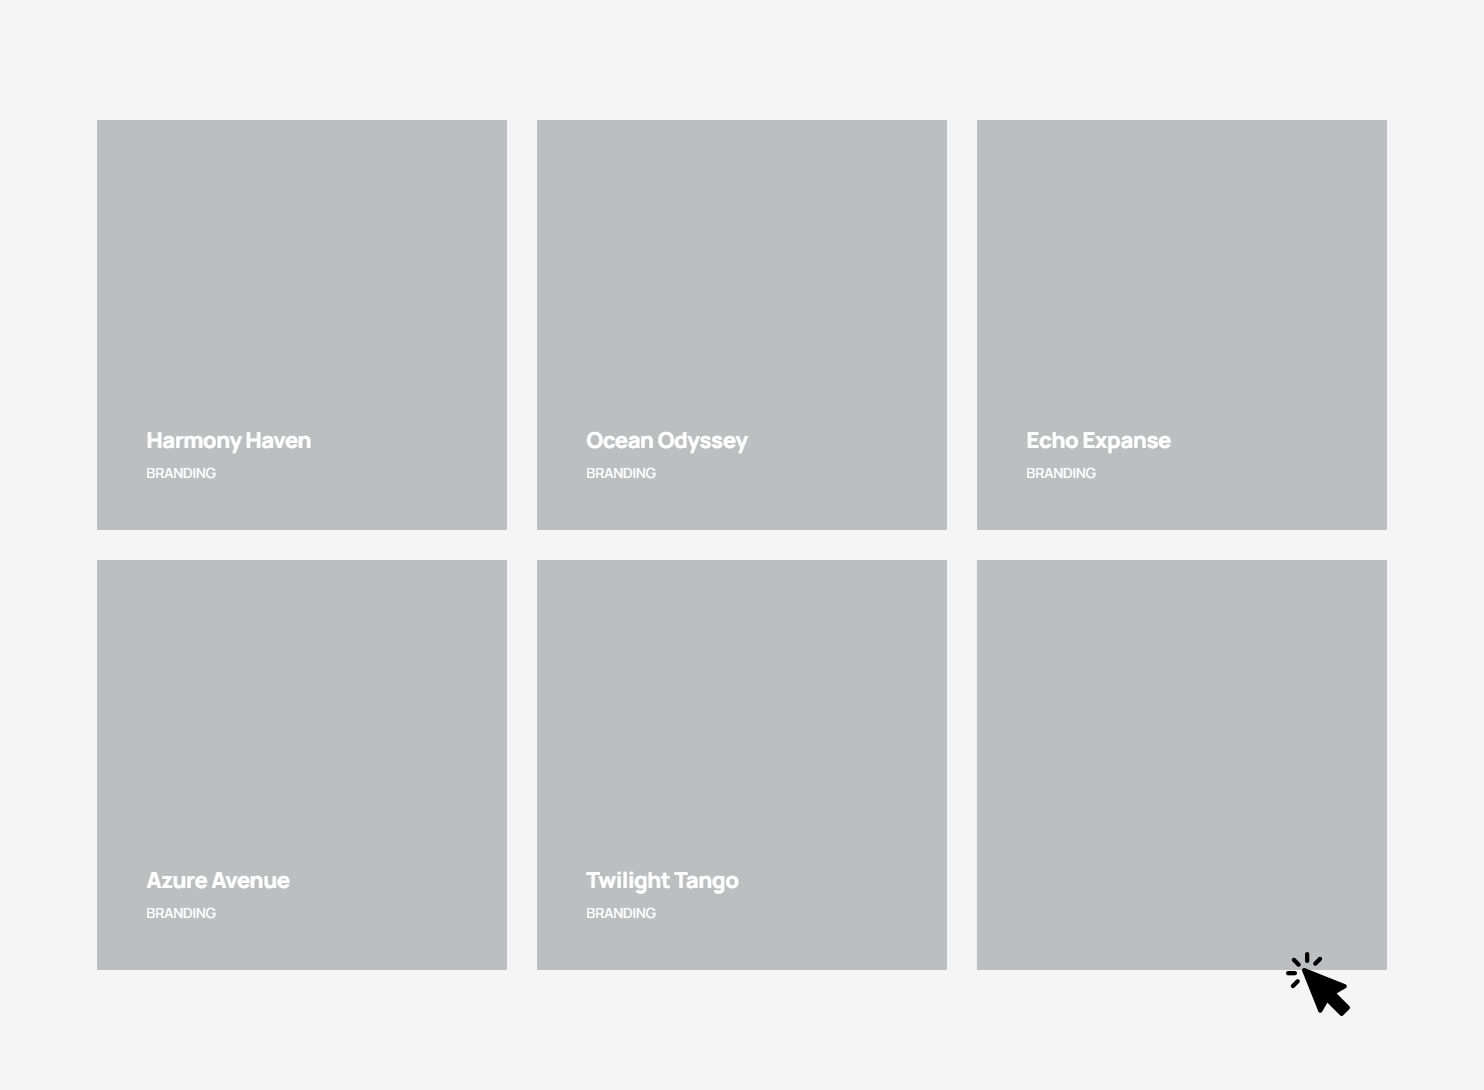 Harmony Haven
BRANDING
Ocean Odyssey
BRANDING
Echo Expanse
BRANDING
Azure Avenue
BRANDING
Twilight Tango
BRANDING